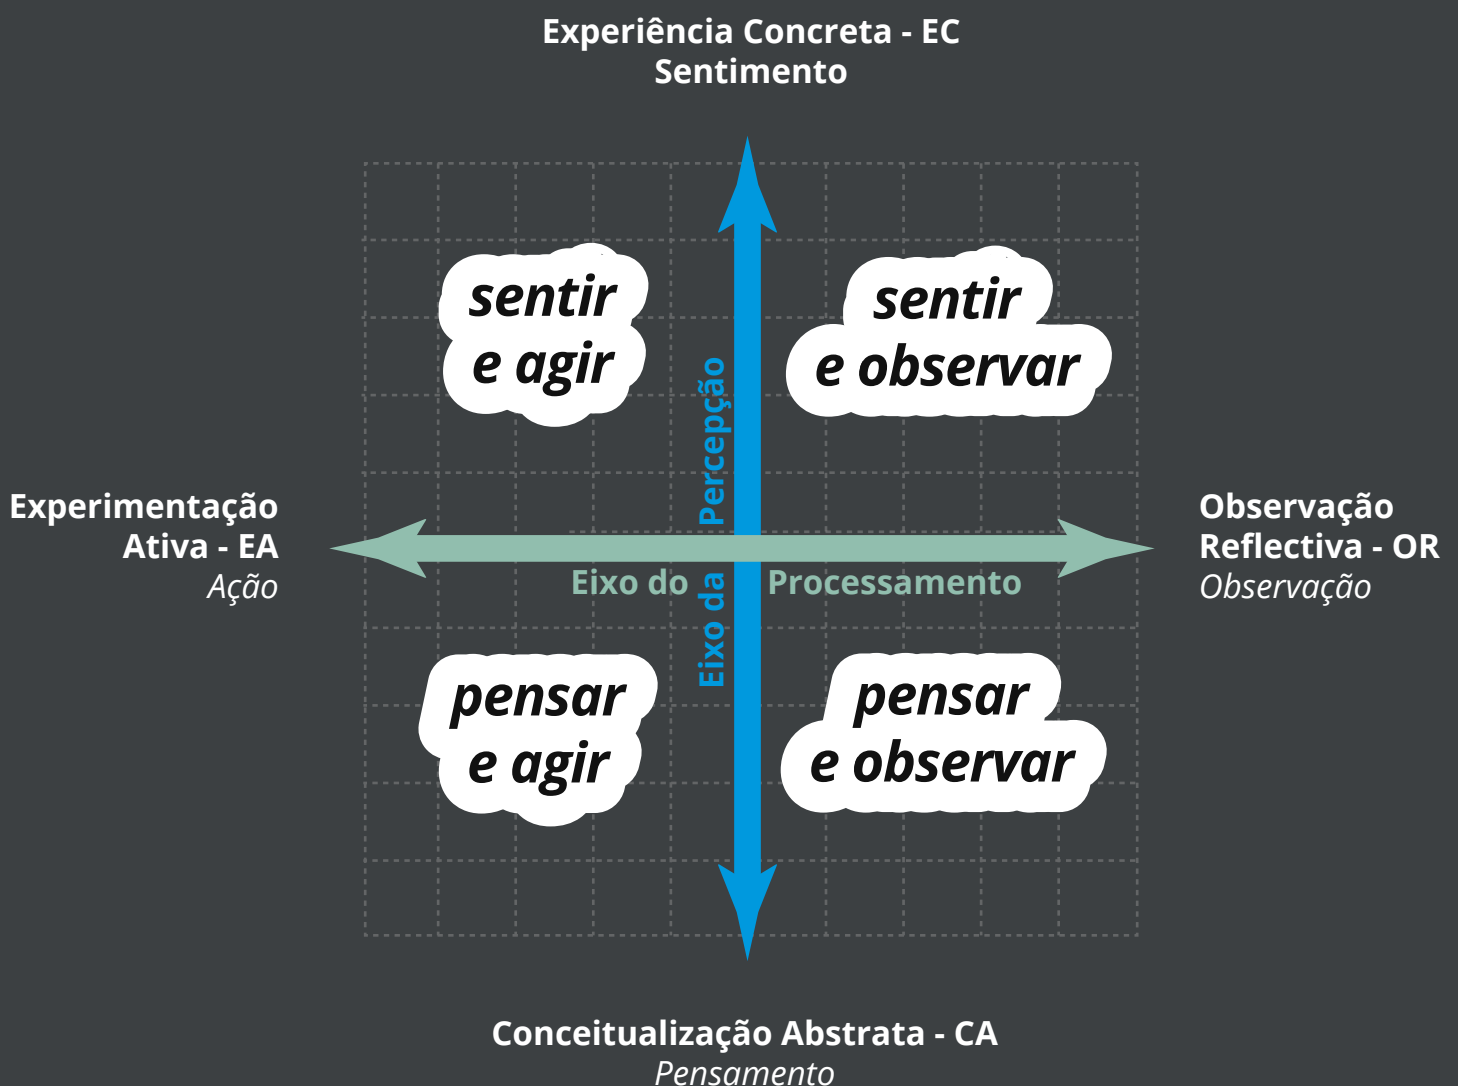 Experiência Concreta - EC
Sentimento
sentir
e agir
sentir
e observar
Eixo da Percepção
Experimentação
Ativa - EA
Ação
Observação
Reflectiva - OR
Observação
Eixo do Processamento
pensar
e agir
pensar
e observar
Conceitualização Abstrata - CA
Pensamento